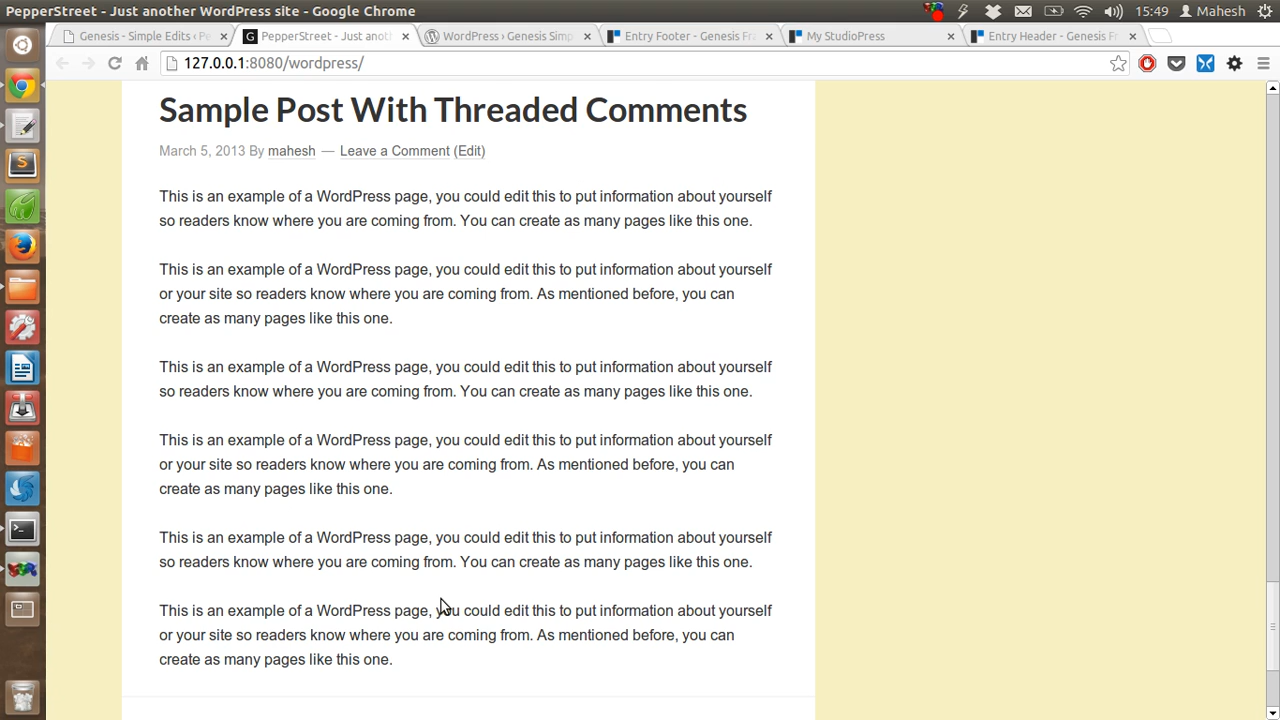 PepperStreet - Just another WordPress site - Google Chrome
15:49 Mahesh
Genesis - Simple Edits ‹ Pe
PepperStreet - Just anot
WordPress › Genesis Simp
Entry Footer - Genesis Fr
My StudioPress
Entry Header - Genesis Fr
127.0.0.1:8080/wordpress/
Sample Post With Threaded Comments
March 5, 2013 By mahesh — Leave a Comment (Edit)
This is an example of a WordPress page, you could edit this to put information about yourself
so readers know where you are coming from. You can create as many pages like this one.
This is an example of a WordPress page, you could edit this to put information about yourself
or your site so readers know where you are coming from. As mentioned before, you can
create as many pages like this one.
This is an example of a WordPress page, you could edit this to put information about yourself
so readers know where you are coming from. You can create as many pages like this one.
This is an example of a WordPress page, you could edit this to put information about yourself
or your site so readers know where you are coming from. As mentioned before, you can
create as many pages like this one.
This is an example of a WordPress page, you could edit this to put information about yourself
so readers know where you are coming from. You can create as many pages like this one.
This is an example of a WordPress page, you could edit this to put information about yourself
or your site so readers know where you are coming from. As mentioned before, you can
create as many pages like this one.